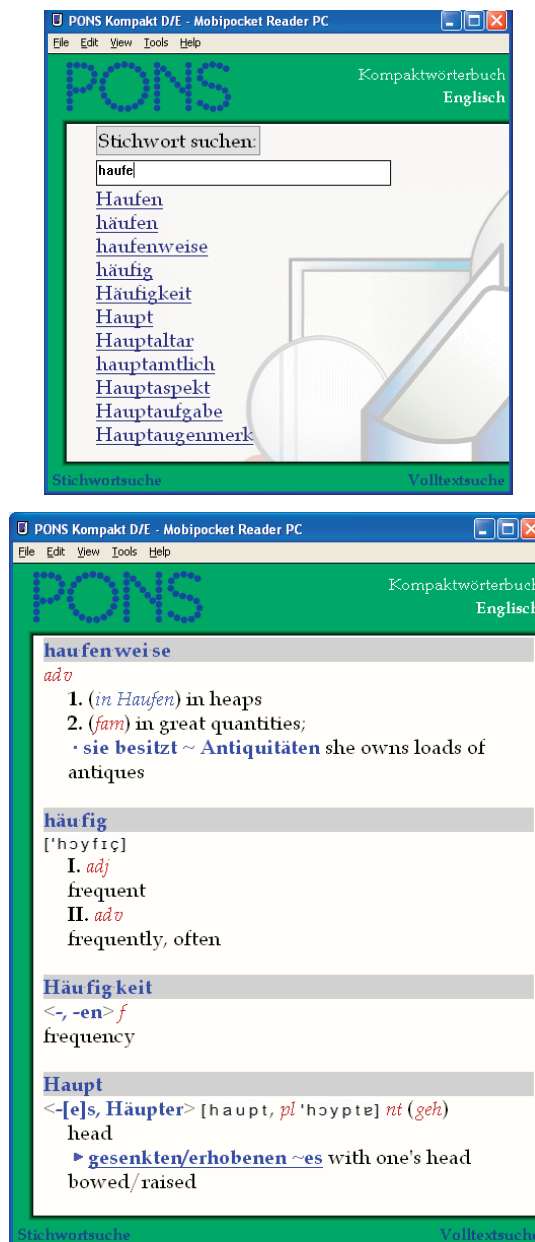 PONS Kompakt D/E - Mobipocket Reader PC
File Edit View Tools Help
PONS
Kompaktwörterbuch
Englisch
Stichwort suchen:
haufe
Haufen
häufen
haufenweise
häufig
Häufigkeit
Haupt
Hauptaltar
hauptamtlich
Hauptaspekt
Hauptaufgabe
Hauptaugenmerk
Stichwortsuche Volltextsuche
PONS Kompakt D/E - Mobipocket Reader PC
File Edit View Tools Help
PONS
Kompaktwörterbuch
Englisch
hau·fen·wei·se
adv
1. (in Haufen) in heaps
2. (fam) in great quantities;
· sie besitzt ~ Antiquitäten she owns loads of
antiques
häu·fig
['hɔyfɪç]
I. adj
frequent
II. adv
frequently, often
Häu·fig·keit
<-, -en> f
frequency
Haupt
<-[e]s, Häupter> [haupt, pl 'hɔyptɐ] nt (geh)
head
▸ gesenkten/erhobenen ~es with one's head
bowed/raised
Stichwortsuche Volltextsuche